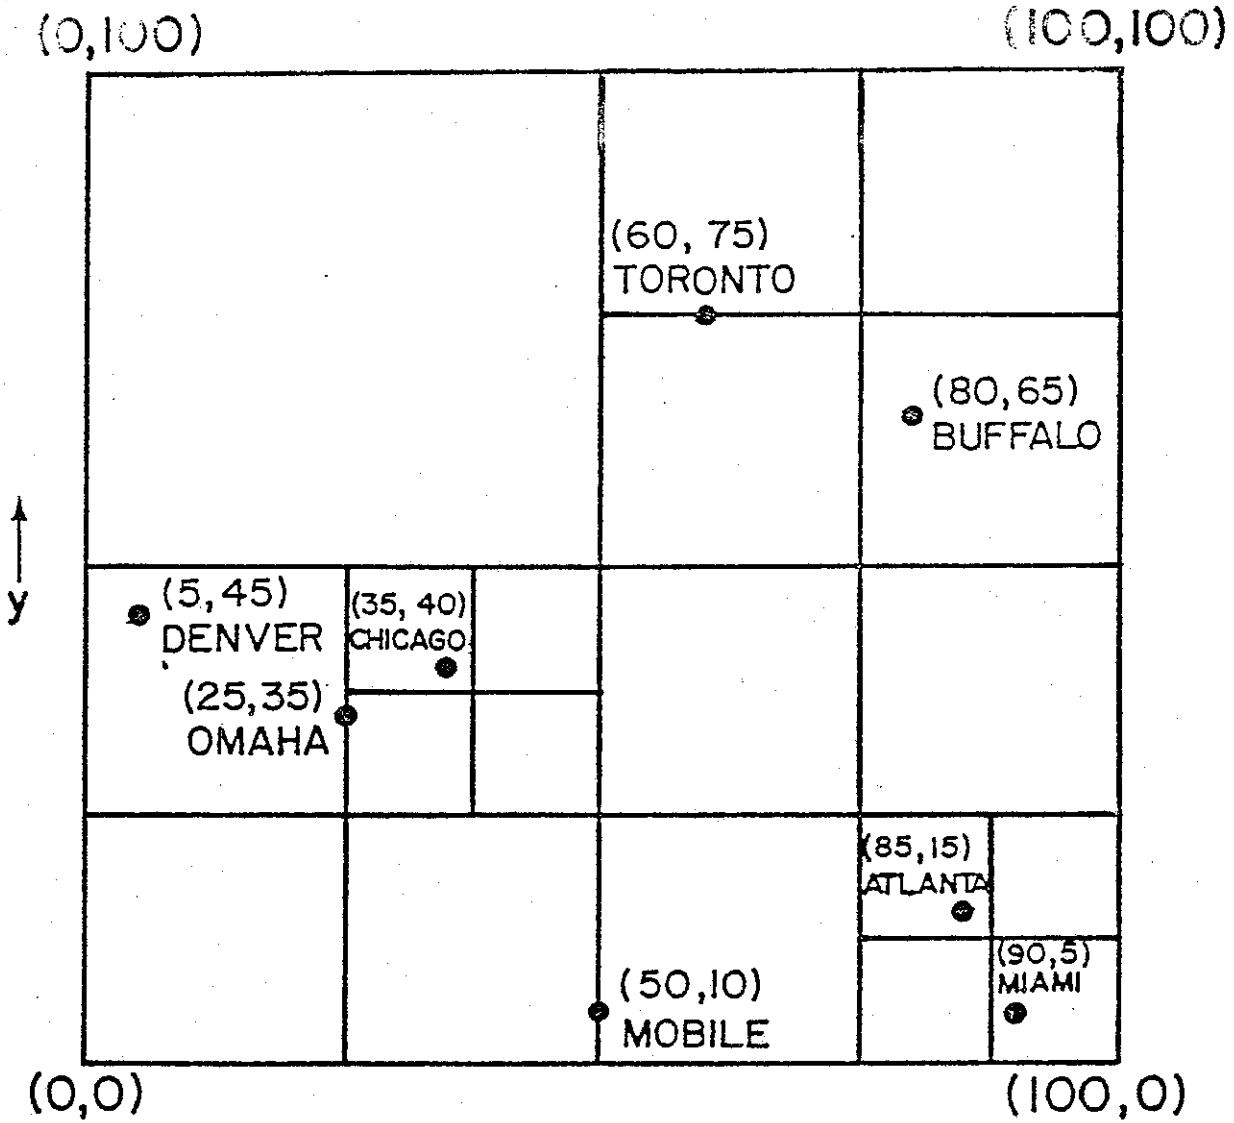 (0,100)
(100,100)
(60, 75)
TORONTO
(80,65)
BUFFALO
y
(5,45)
DENVER
(35, 40)
CHICAGO
(25,35)
OMAHA
(85,15)
ATLANTA
(90,5)
MIAMI
(50,10)
MOBILE
(0,0)
(100,0)